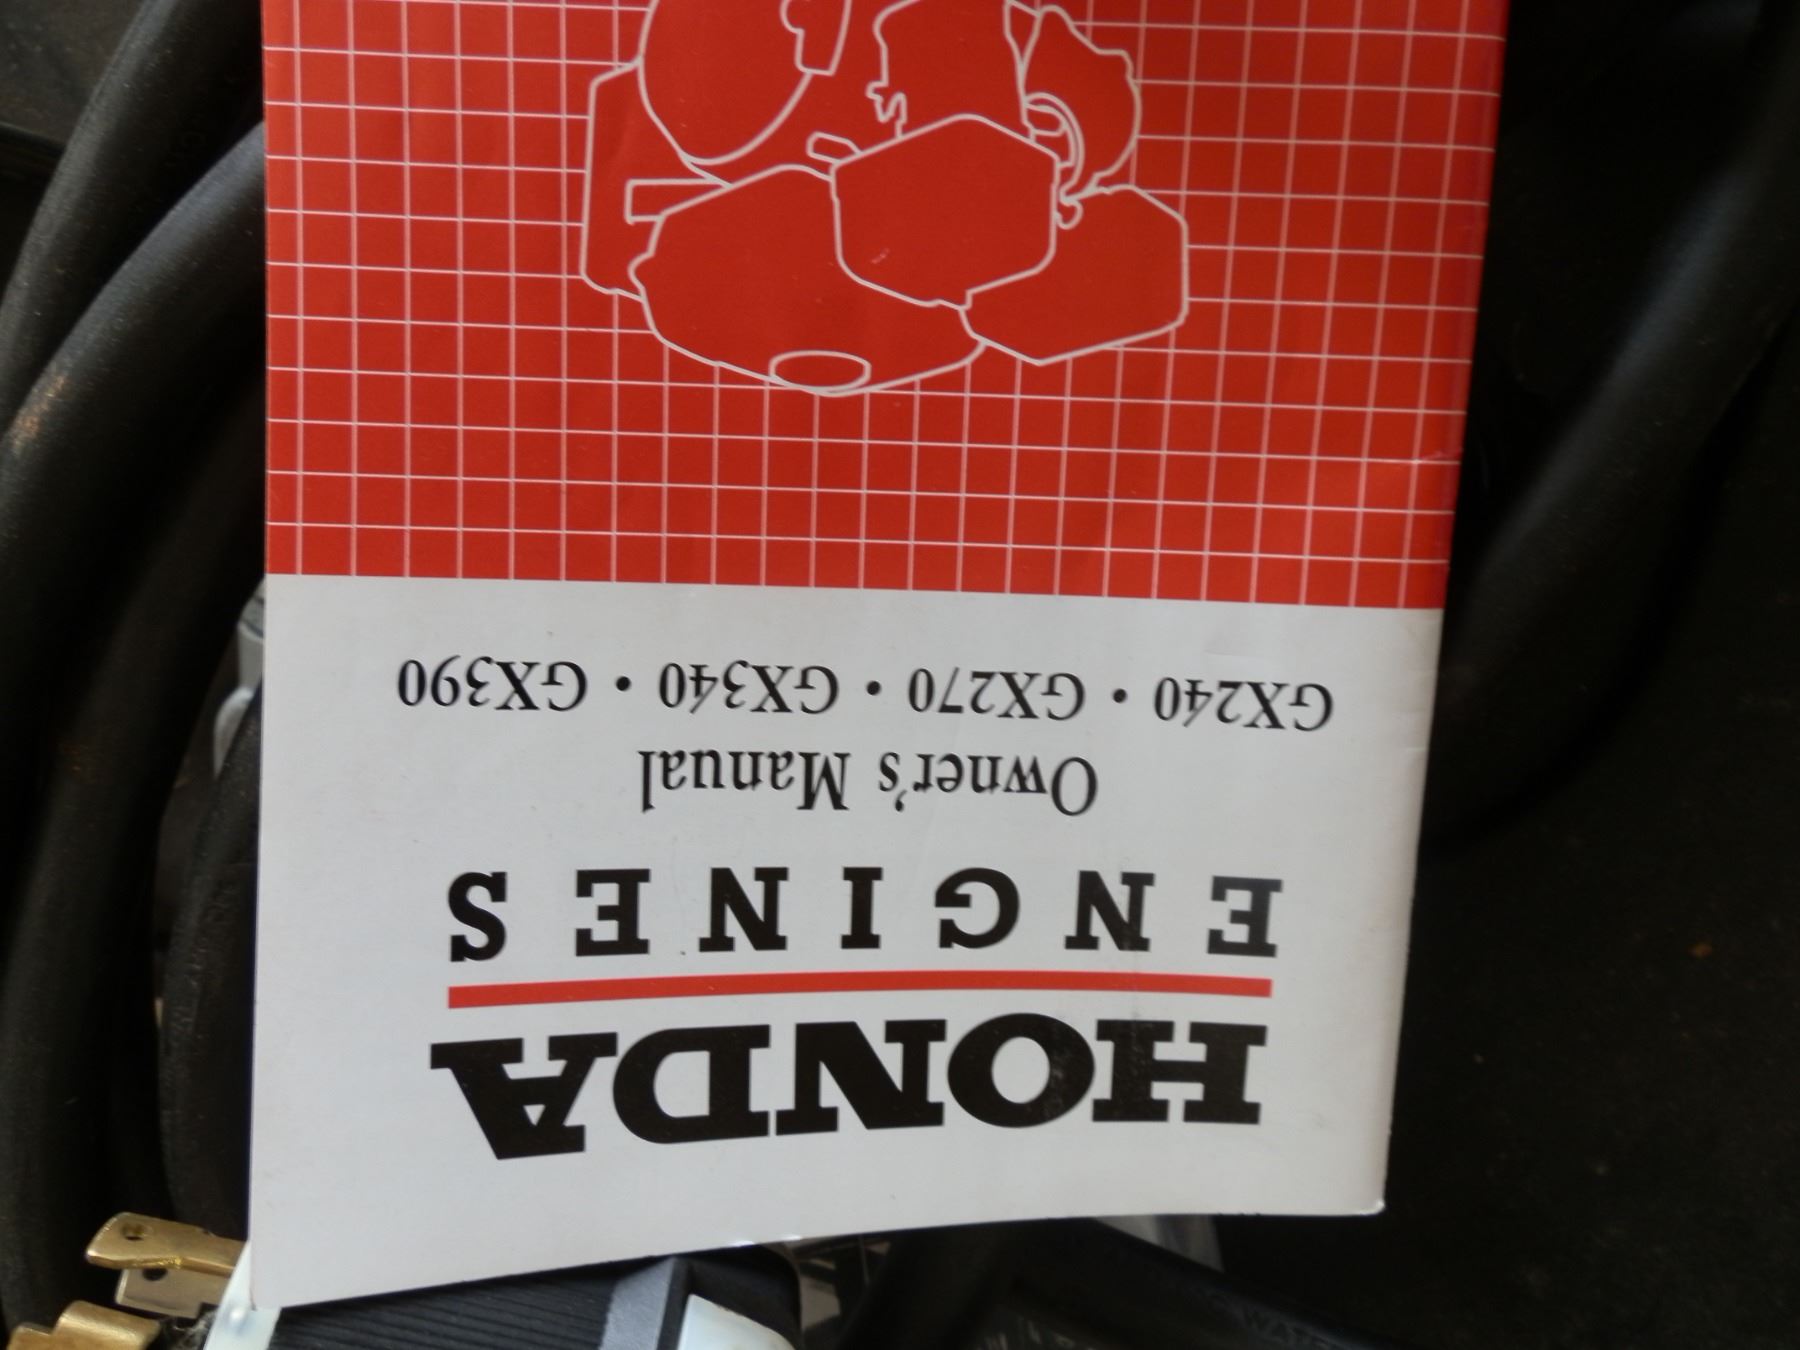 HONDA
ENGINES
Owner's Manual
GX240 • GX270 • GX340 • GX390